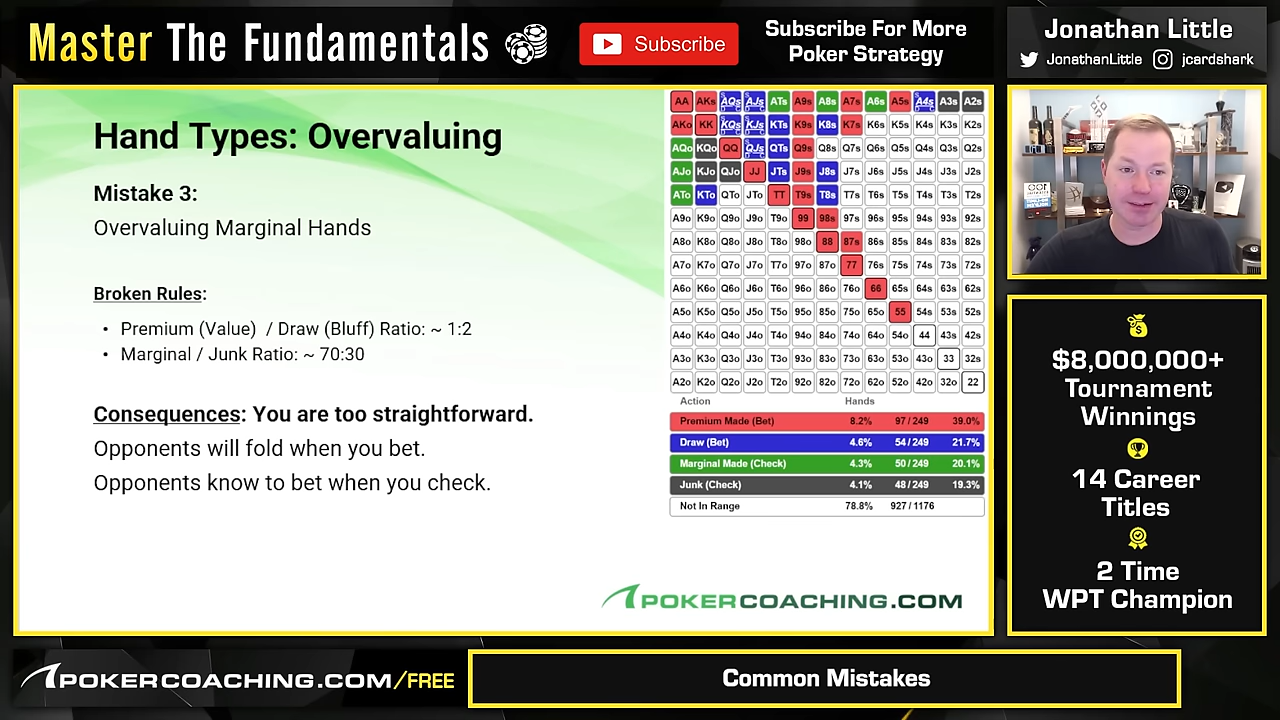 Master The Fundamentals
Subscribe
Subscribe For More
Poker Strategy
Jonathan Little
JonathanLittle jcardshark
Hand Types: Overvaluing
Mistake 3:
Overvaluing Marginal Hands
Broken Rules:
• Premium (Value) / Draw (Bluff) Ratio: ~ 1:2
• Marginal / Junk Ratio: ~ 70:30
Consequences: You are too straightforward.
Opponents will fold when you bet.
Opponents know to bet when you check.
AA AKs AQs AJs ATs A9s A8s A7s A6s A5s A4s A3s A2s
AKo KK KQs KJs KTs K9s K8s K7s K6s K5s K4s K3s K2s
AQo KQo QQ QJs QTs Q9s Q8s Q7s Q6s Q5s Q4s Q3s Q2s
AJo KJo QJo JJ JTs J9s J8s J7s J6s J5s J4s J3s J2s
ATo KTo QTo JTo TT T9s T8s T7s T6s T5s T4s T3s T2s
A9o K9o Q9o J9o T9o 99 98s 97s 96s 95s 94s 93s 92s
A8o K8o Q8o J8o T8o 98o 88 87s 86s 85s 84s 83s 82s
A7o K7o Q7o J7o T7o 97o 87o 77 76s 75s 74s 73s 72s
A6o K6o Q6o J6o T6o 96o 86o 76o 66 65s 64s 63s 62s
A5o K5o Q5o J5o T5o 95o 85o 75o 65o 55 54s 53s 52s
A4o K4o Q4o J4o T4o 94o 84o 74o 64o 54o 44 43s 42s
A3o K3o Q3o J3o T3o 93o 83o 73o 63o 53o 43o 33 32s
A2o K2o Q2o J2o T2o 92o 82o 72o 62o 52o 42o 32o 22
Action Hands
Premium Made (Bet) 8.2% 97 / 249 39.0%
Draw (Bet) 4.6% 54 / 249 21.7%
Marginal Made (Check) 4.3% 50 / 249 20.1%
Junk (Check) 4.1% 48 / 249 19.3%
Not In Range 78.8% 927 / 1176
POKERCOACHING.COM
$8,000,000+
Tournament
Winnings
14 Career
Titles
2 Time
WPT Champion
POKERCOACHING.COM/FREE
Common Mistakes